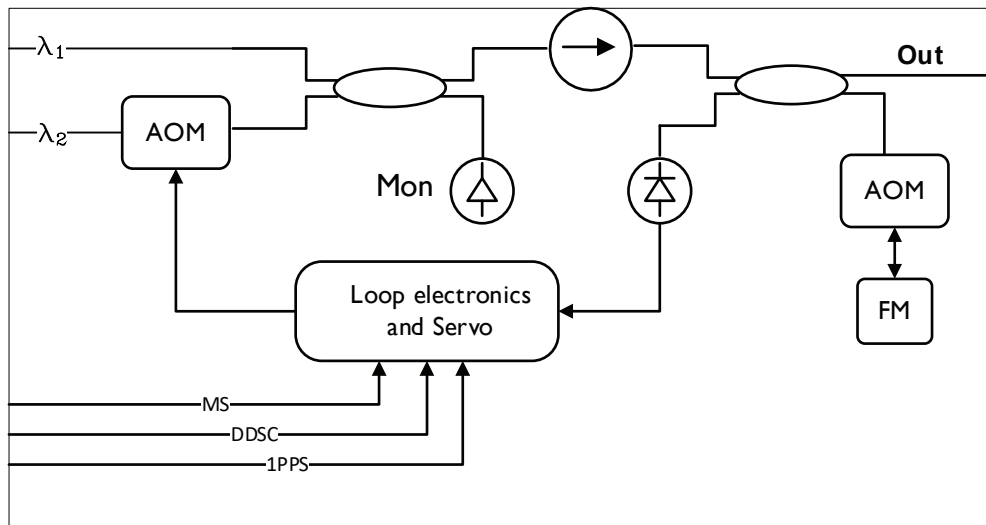 λ1
Out
λ2
AOM
Mon
AOM
Loop electronics
and Servo
FM
MS
DDSC
1PPS